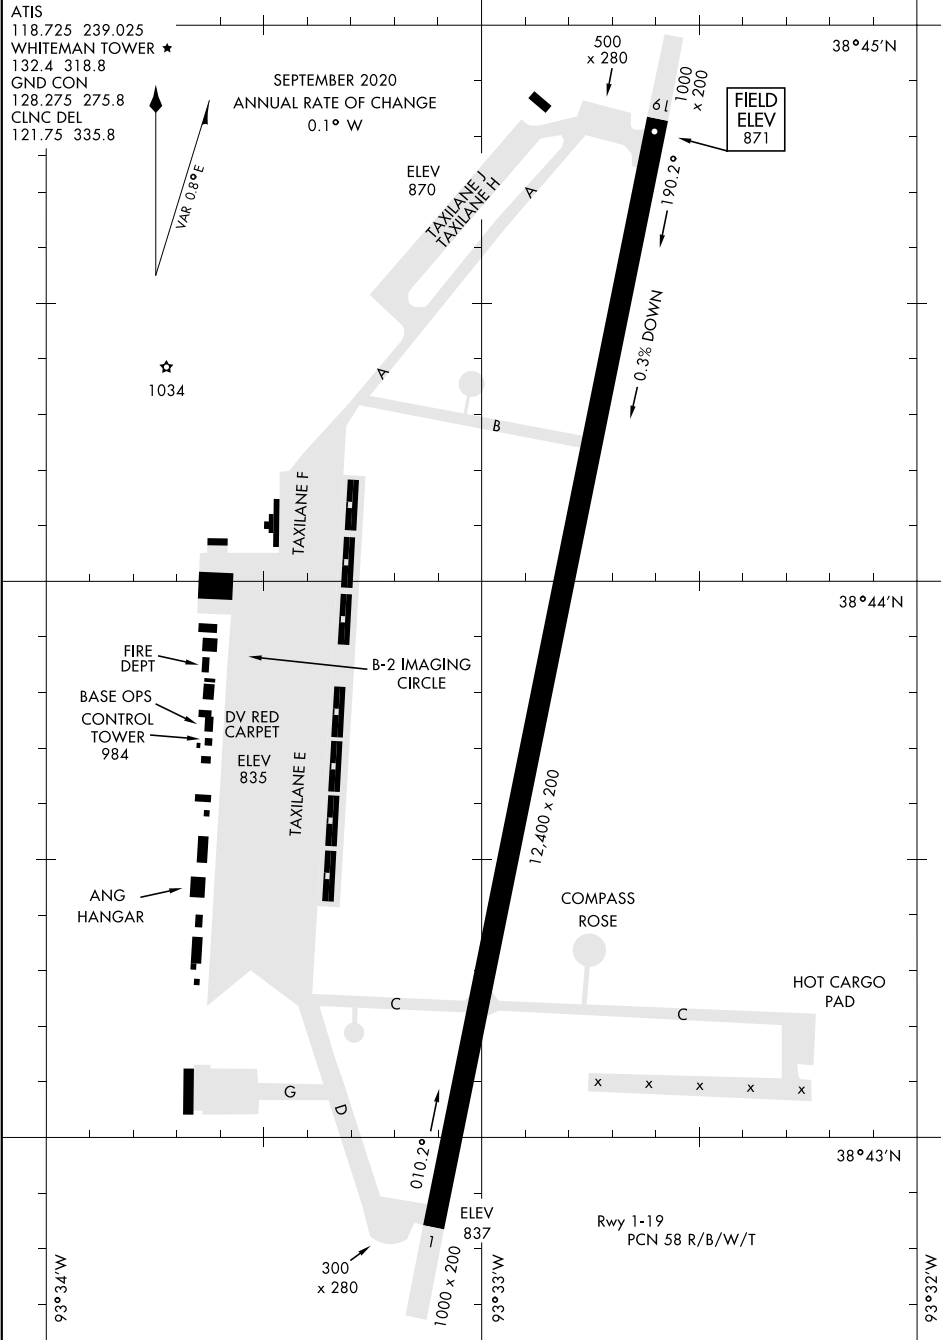 ATIS
118.725 239.025
WHITEMAN TOWER ★
132.4 318.8
GND CON
128.275 275.8
CLNC DEL
121.75 335.8
VAR 0.8° E
SEPTEMBER 2020
ANNUAL RATE OF CHANGE
0.1° W
500
x 280
1000
x 200
38°45'N
19
FIELD
ELEV
871
ELEV
870
TAXILANE J
TAXILANE H
A
190.2°
0.3% DOWN
1034
A
B
TAXILANE F
38°44'N
FIRE
DEPT
B-2 IMAGING
CIRCLE
BASE OPS
CONTROL
TOWER
984
DV RED
CARPET
ELEV
835
TAXILANE E
12,400 x 200
ANG
HANGAR
COMPASS
ROSE
HOT CARGO
PAD
C
C
x x x x x
G
D
010.2°
38°43'N
1
ELEV
837
Rwy 1-19
PCN 58 R/B/W/T
300
x 280
1000 x 200
93°34'W
93°33'W
93°32'W